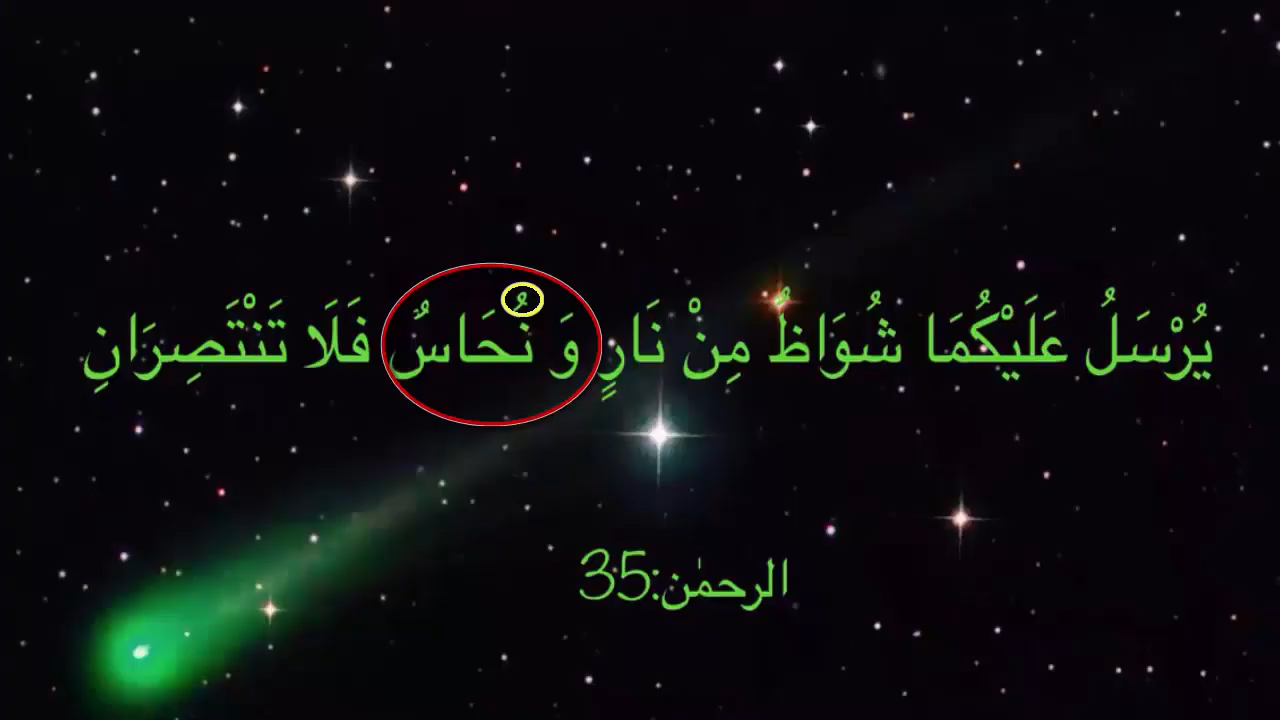 يُرْسَلُ عَلَيْكُمَا شُوَاظٌ مِنْ نَارٍ وَ نُحَاسٌ فَلَا تَنْتَصِرَانِ
الرحمٰن:35